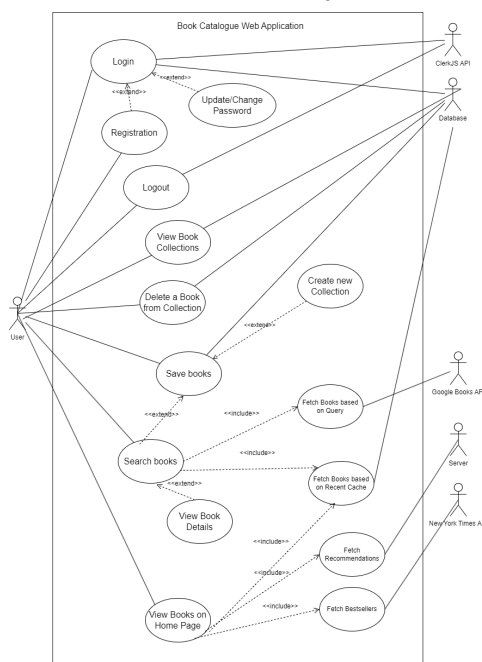 Book Catalogue Web Application
Login
ClerkJS API
<<extend>>
<<extend>>
Update/Change
Password
Database
Registration
Logout
View Book
Collections
Create new
Collection
Delete a Book
from Collection
User
<<extend>>
Save books
Google Books AP
Fetch Books based
on Query
<<extend>>
<<include>>
Search books
<<include>>
Fetch Books based
on Recent Cache
Server
<<extend>>
View Book
Details
New York Times A
<<include>>
Fetch
Recommendations
<<include>>
View Books on
Home Page
Fetch Bestsellers